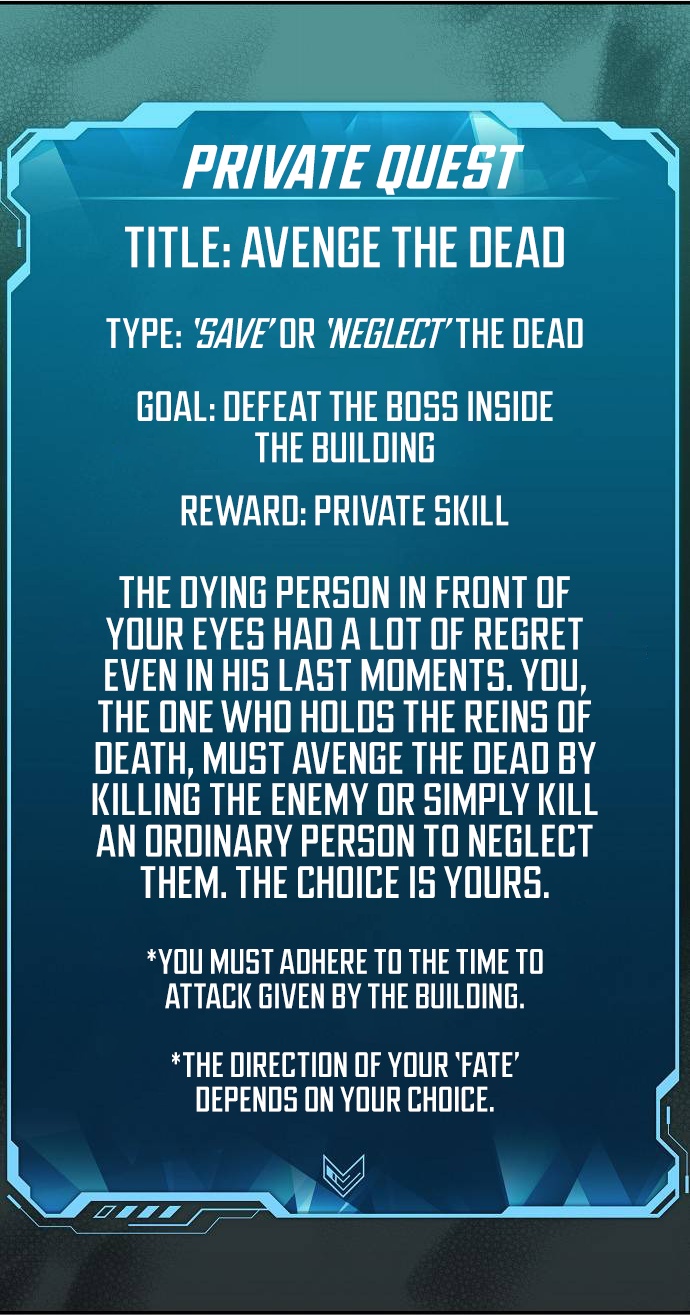 PRIVATE QUEST
TITLE: AVENGE THE DEAD
TYPE: 'SAVE' OR 'NEGLECT' THE DEAD
GOAL: DEFEAT THE BOSS INSIDE
THE BUILDING
REWARD: PRIVATE SKILL
THE DYING PERSON IN FRONT OF
YOUR EYES HAD A LOT OF REGRET
EVEN IN HIS LAST MOMENTS. YOU,
THE ONE WHO HOLDS THE REINS OF
DEATH, MUST AVENGE THE DEAD BY
KILLING THE ENEMY OR SIMPLY KILL
AN ORDINARY PERSON TO NEGLECT
THEM. THE CHOICE IS YOURS.
*YOU MUST ADHERE TO THE TIME TO
ATTACK GIVEN BY THE BUILDING.
*THE DIRECTION OF YOUR 'FATE'
DEPENDS ON YOUR CHOICE.